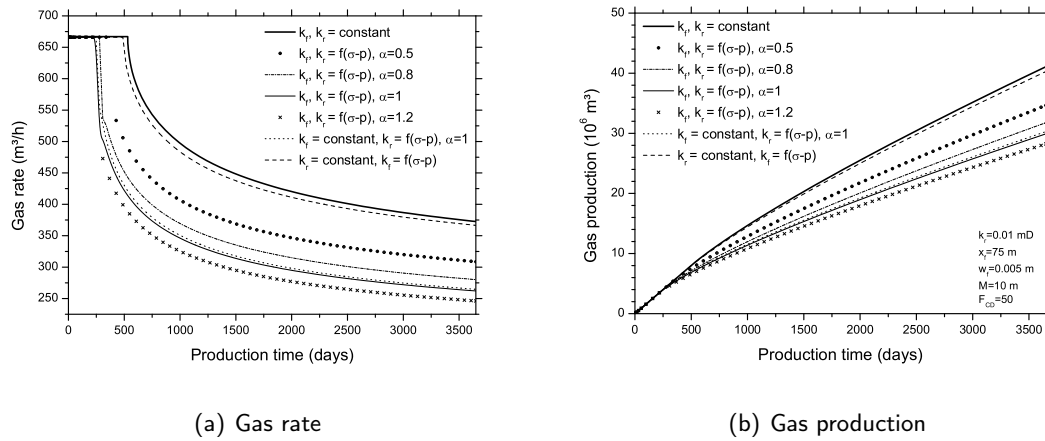 Gas rate (m³/h)
700
650
600
550
500
450
400
350
300
250
0 500 1000 1500 2000 2500 3000 3500
Production time (days)
k_f, k_r = constant
k_f, k_r = f(σ-p), α=0.5
k_f, k_r = f(σ-p), α=0.8
k_f, k_r = f(σ-p), α=1
k_f, k_r = f(σ-p), α=1.2
k_f = constant, k_r = f(σ-p), α=1
k_r = constant, k_f = f(σ-p)
(a) Gas rate
Gas production (10⁶ m³)
50
40
30
20
10
0
0 500 1000 1500 2000 2500 3000 3500
Production time (days)
k_f, k_r = constant
k_f, k_r = f(σ-p), α=0.5
k_f, k_r = f(σ-p), α=0.8
k_f, k_r = f(σ-p), α=1
k_f, k_r = f(σ-p), α=1.2
k_f = constant, k_r = f(σ-p), α=1
k_r = constant, k_f = f(σ-p)
k_r=0.01 mD
x_f=75 m
w_f=0.005 m
M=10 m
F_CD=50
(b) Gas production